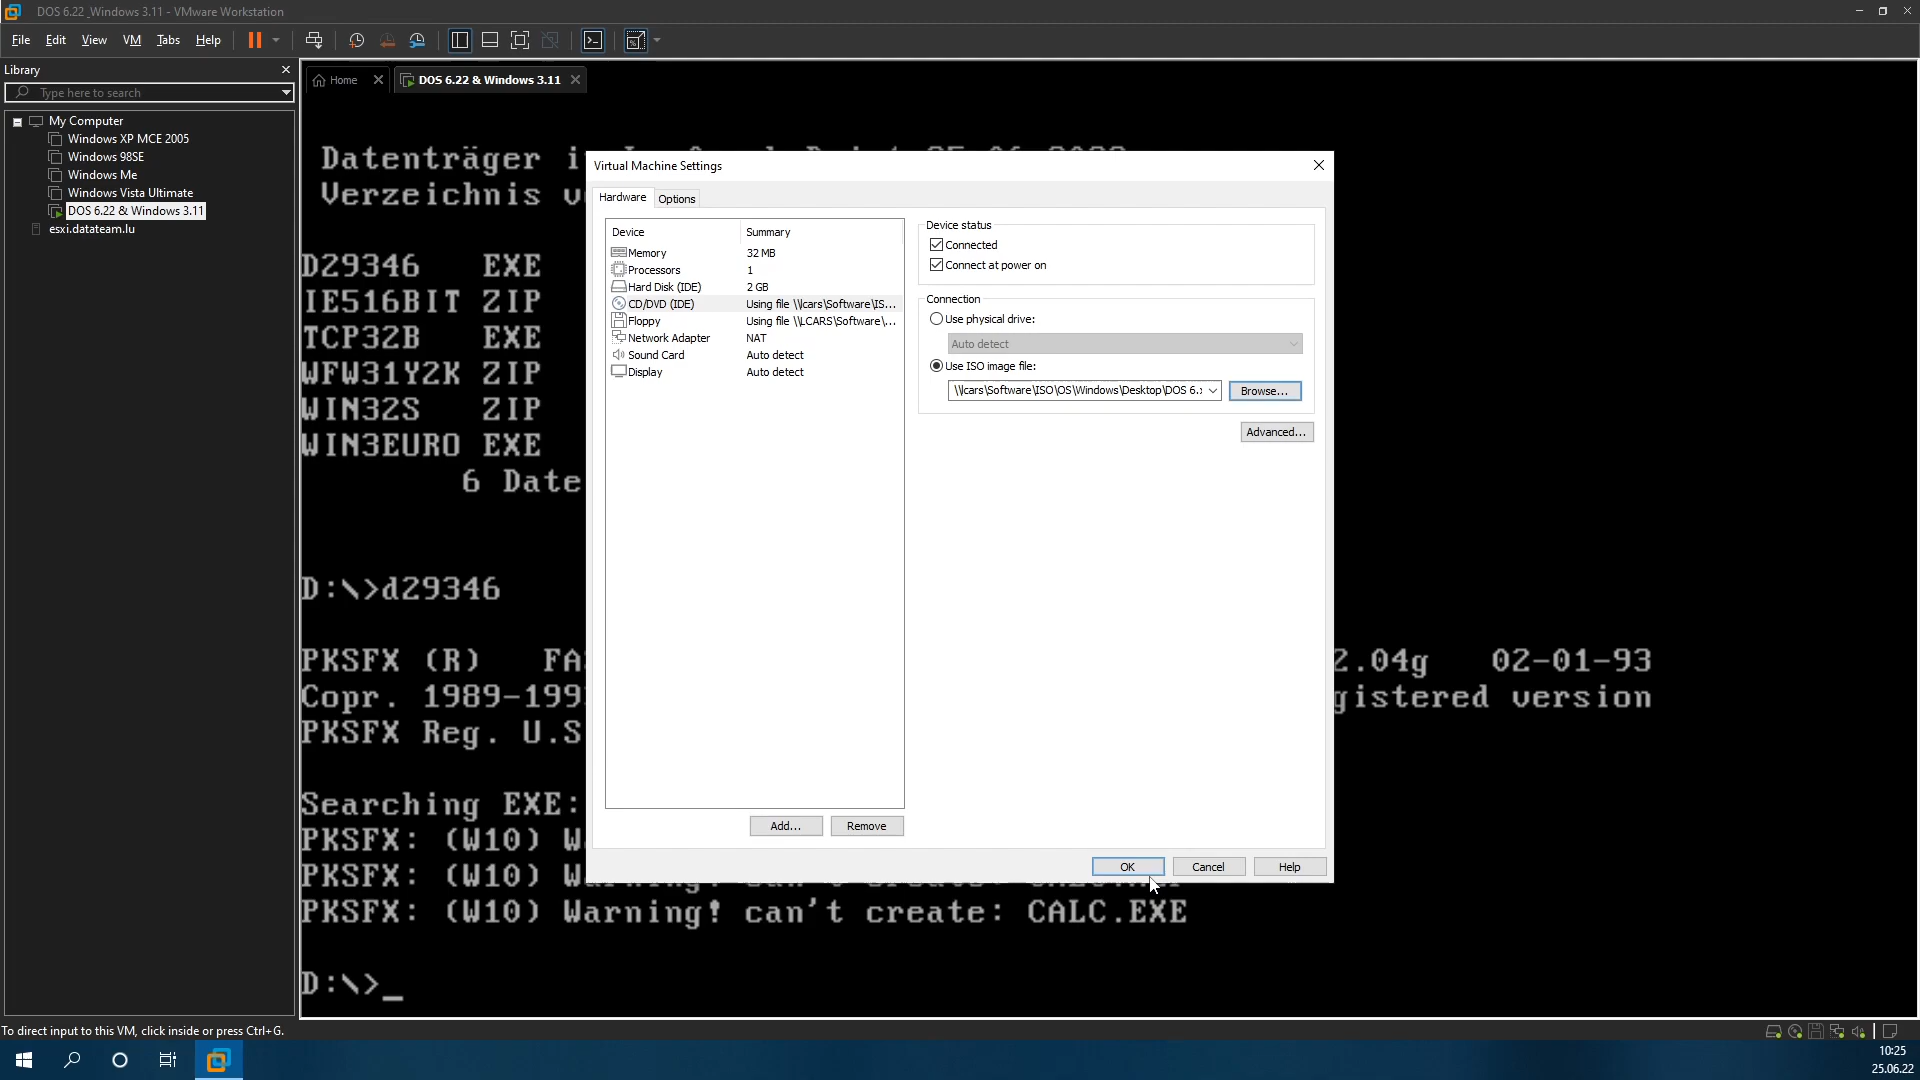 DOS 6.22_Windows 3.11 - VMware Workstation
File Edit View VM Tabs Help
Library
Type here to search
My Computer
Windows XP MCE 2005
Windows 98SE
Windows Me
Windows Vista Ultimate
DOS 6.22 & Windows 3.11
esxi.datateam.lu
Home
DOS 6.22 & Windows 3.11
Datenträger i
Verzeichnis v
D29346 EXE
IE516BIT ZIP
TCP32B EXE
WFW31Y2K ZIP
WIN32S ZIP
WIN3EURO EXE
6 Date
D:\>d29346
PKSFX (R) FA 2.04g 02-01-93
Copr. 1989-199 gistered version
PKSFX Reg. U.S
Searching EXE:
PKSFX: (W10) W
PKSFX: (W10) W
PKSFX: (W10) Warning! can't create: CALC.EXE
D:\>_
Virtual Machine Settings
Hardware Options
Device Summary
Memory 32 MB
Processors 1
Hard Disk (IDE) 2 GB
CD/DVD (IDE) Using file \\lcars\Software\IS...
Floppy Using file \\LCARS\Software\...
Network Adapter NAT
Sound Card Auto detect
Display Auto detect
Add... Remove
Device status
Connected
Connect at power on
Connection
Use physical drive:
Auto detect
Use ISO image file:
\\lcars\Software\ISO\OS\Windows\Desktop\DOS 6.x Browse...
Advanced...
OK Cancel Help
To direct input to this VM, click inside or press Ctrl+G.
10:25
25.06.22